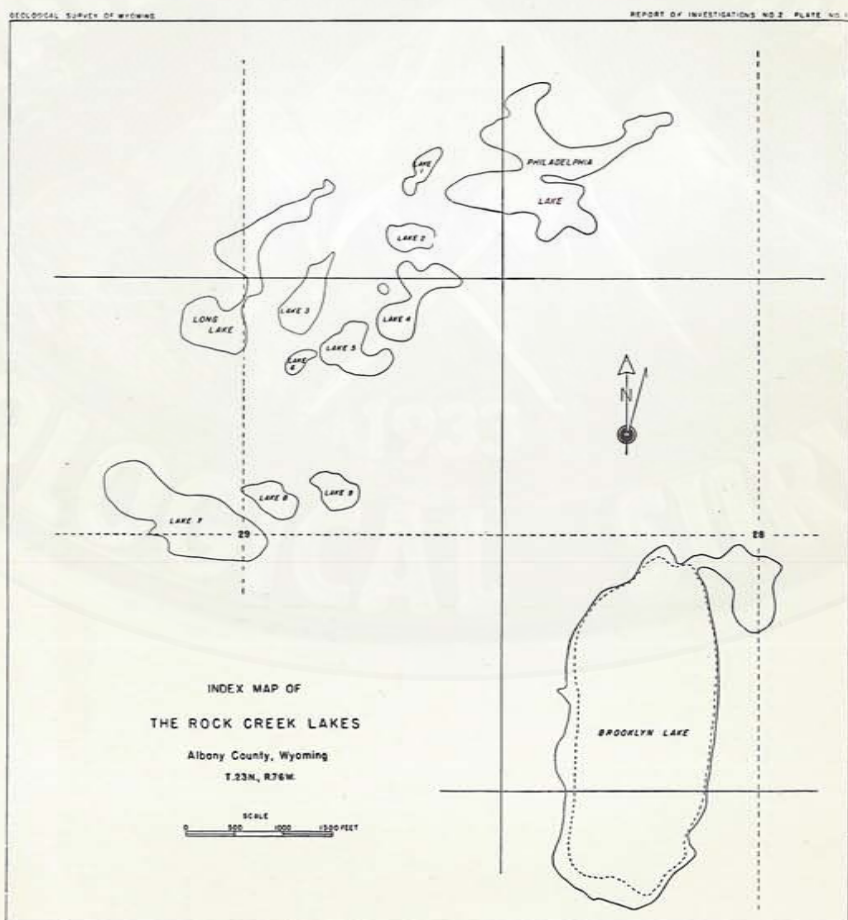 GEOLOGICAL SURVEY OF WYOMING
REPORT OF INVESTIGATIONS NO. 2 PLATE NO. 1
LAKE 1
PHILADELPHIA
LAKE
LAKE 2
LAKE 3
LAKE 4
LONG
LAKE
LAKE 5
LAKE
6
N
LAKE 7
LAKE 8
LAKE 9
29
28
BROOKLYN LAKE
INDEX MAP OF
THE ROCK CREEK LAKES
Albany County, Wyoming
T.23N., R.76W.
SCALE
0 500 1000 1500 FEET
1933